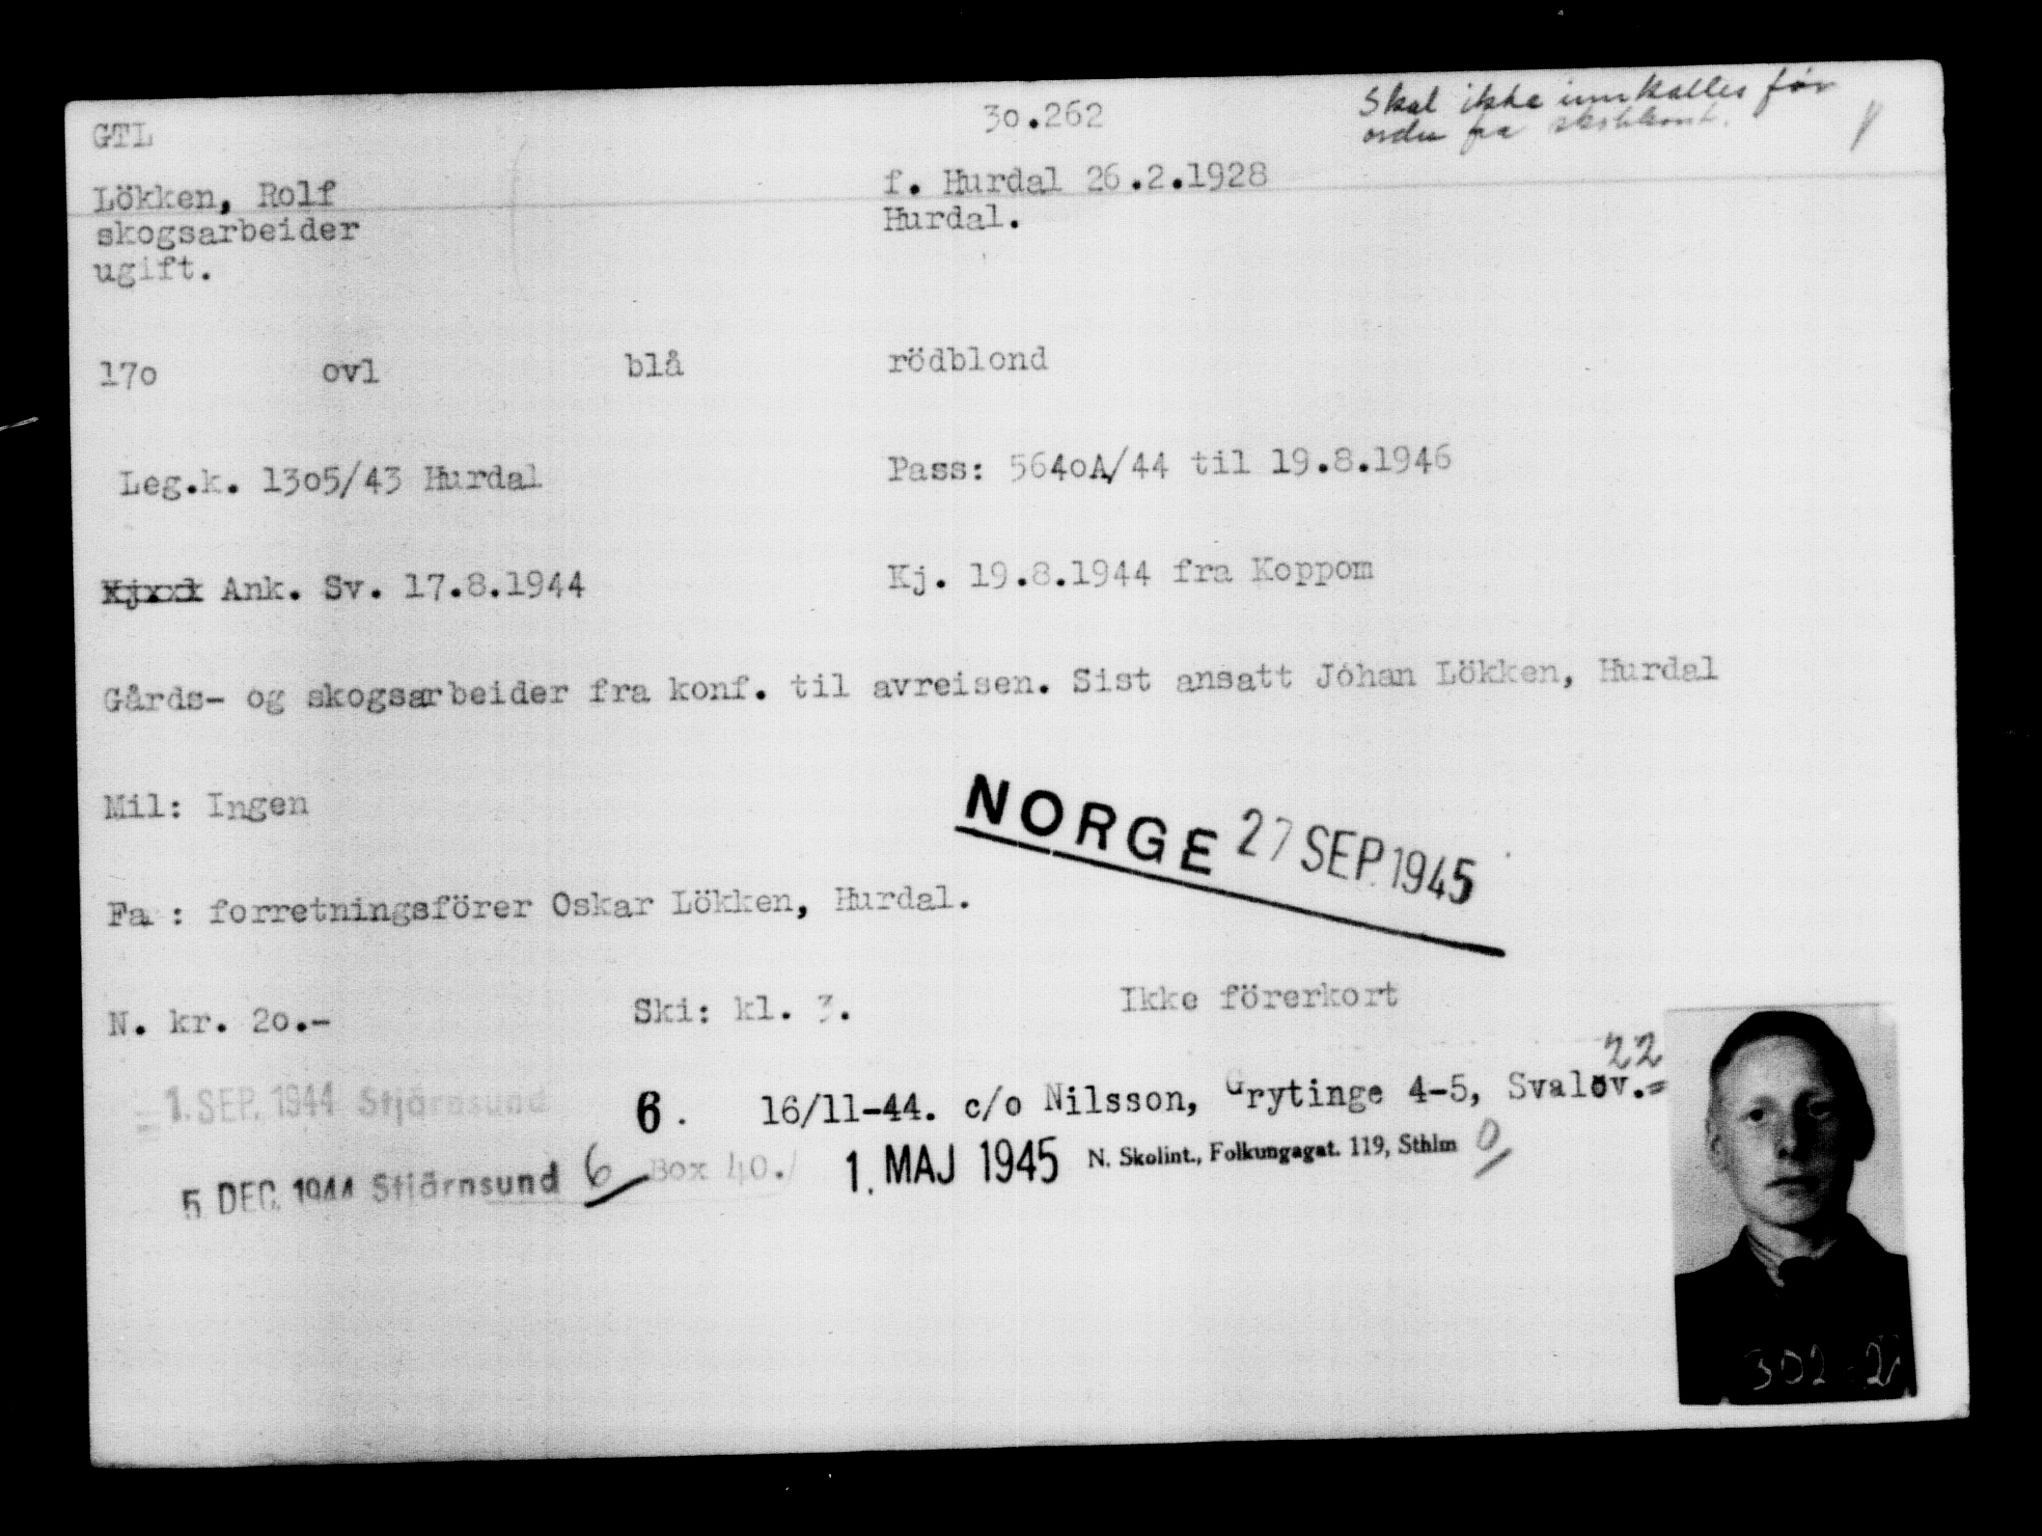 GTL 30.262 Skal ikke innkalles før
ordre fra
Lökken, Rolf f. Hurdal 26.2.1928
skogsarbeider Hurdal.
ugift.
17o ovl blå rödblond
Leg.k. 13o5/43 Hurdal Pass: 564oA/44 til 19.8.1946
Ank. Sv. 17.8.1944 Kj. 19.8.1944 fra Koppom
Gårds- og skogsarbeider fra konf. til avreisen. Sist ansatt Johan Lökken, Hurdal
Mil: Ingen
NORGE 27 SEP. 1945
Fa : forretningsförer Oskar Lökken, Hurdal.
N. kr. 2o.- Ski: kl. 3. Ikke förerkort
22
1. SEP. 1944 Stjärnsund 6. 16/11-44. c/o Nilsson, Grytinge 4-5, Svalöv.=
5 DEC. 1944 Stjärnsund 6 Box 40. 1. MAJ 1945 N. Skolint., Folkungagat. 119, Sthlm 0
302 2